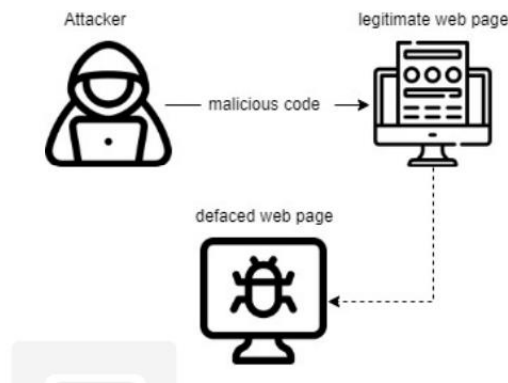 Attacker
legitimate web page
malicious code
defaced web page